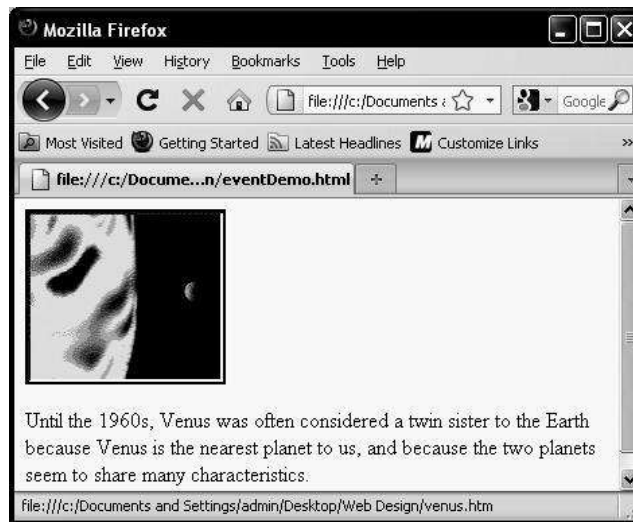 Mozilla Firefox
File Edit View History Bookmarks Tools Help
file:///c:/Documents Google
Most Visited Getting Started Latest Headlines Customize Links »
file:///c:/Docume...n/eventDemo.html
Until the 1960s, Venus was often considered a twin sister to the Earth
because Venus is the nearest planet to us, and because the two planets
seem to share many characteristics.
file:///c:/Documents and Settings/admin/Desktop/Web Design/venus.htm